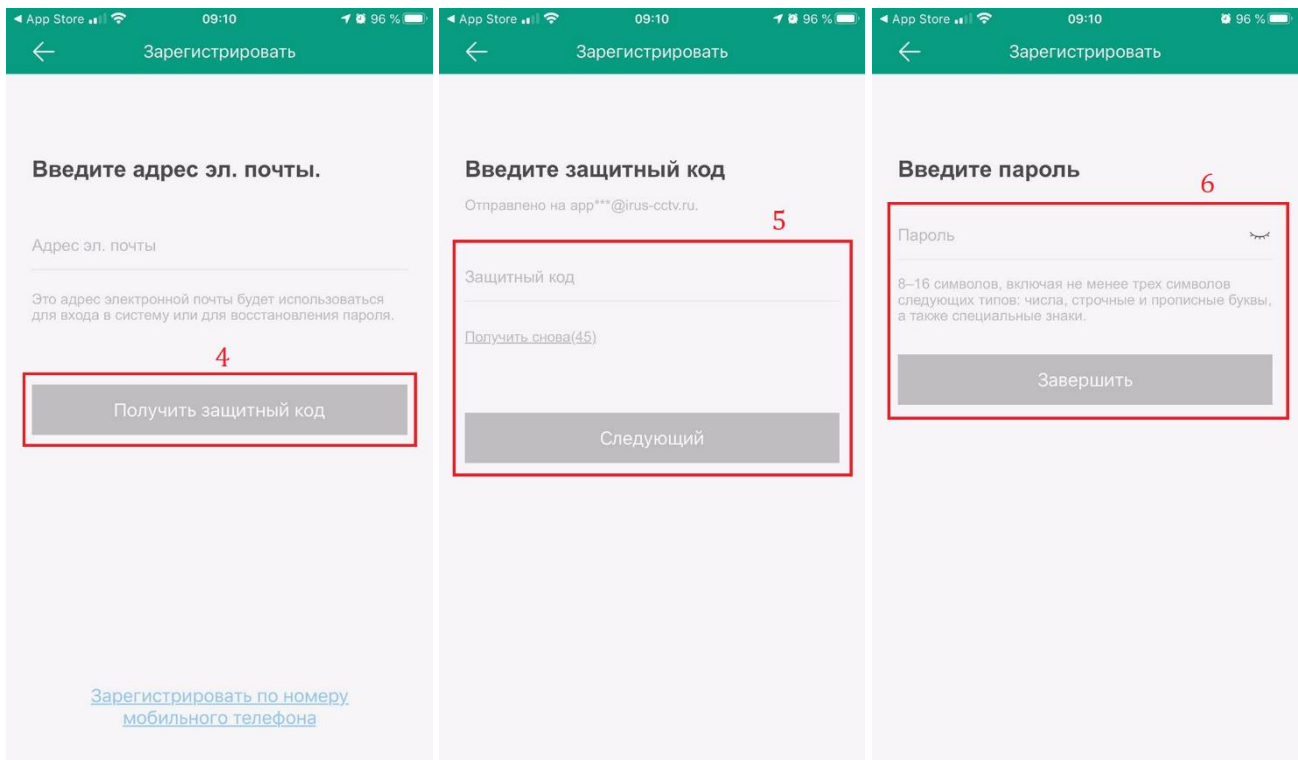 App Store 09:10 96 %
Зарегистрировать
Введите адрес эл. почты.
Адрес эл. почты
Это адрес электронной почты будет использоваться
для входа в систему или для восстановления пароля.
4
Получить защитный код
Зарегистрировать по номеру
мобильного телефона
App Store 09:10 96 %
Зарегистрировать
Введите защитный код
Отправлено на app***@irus-cctv.ru.
5
Защитный код
Получить снова(45)
Следующий
App Store 09:10 96 %
Зарегистрировать
Введите пароль
6
Пароль
8–16 символов, включая не менее трех символов
следующих типов: числа, строчные и прописные буквы,
а также специальные знаки.
Завершить